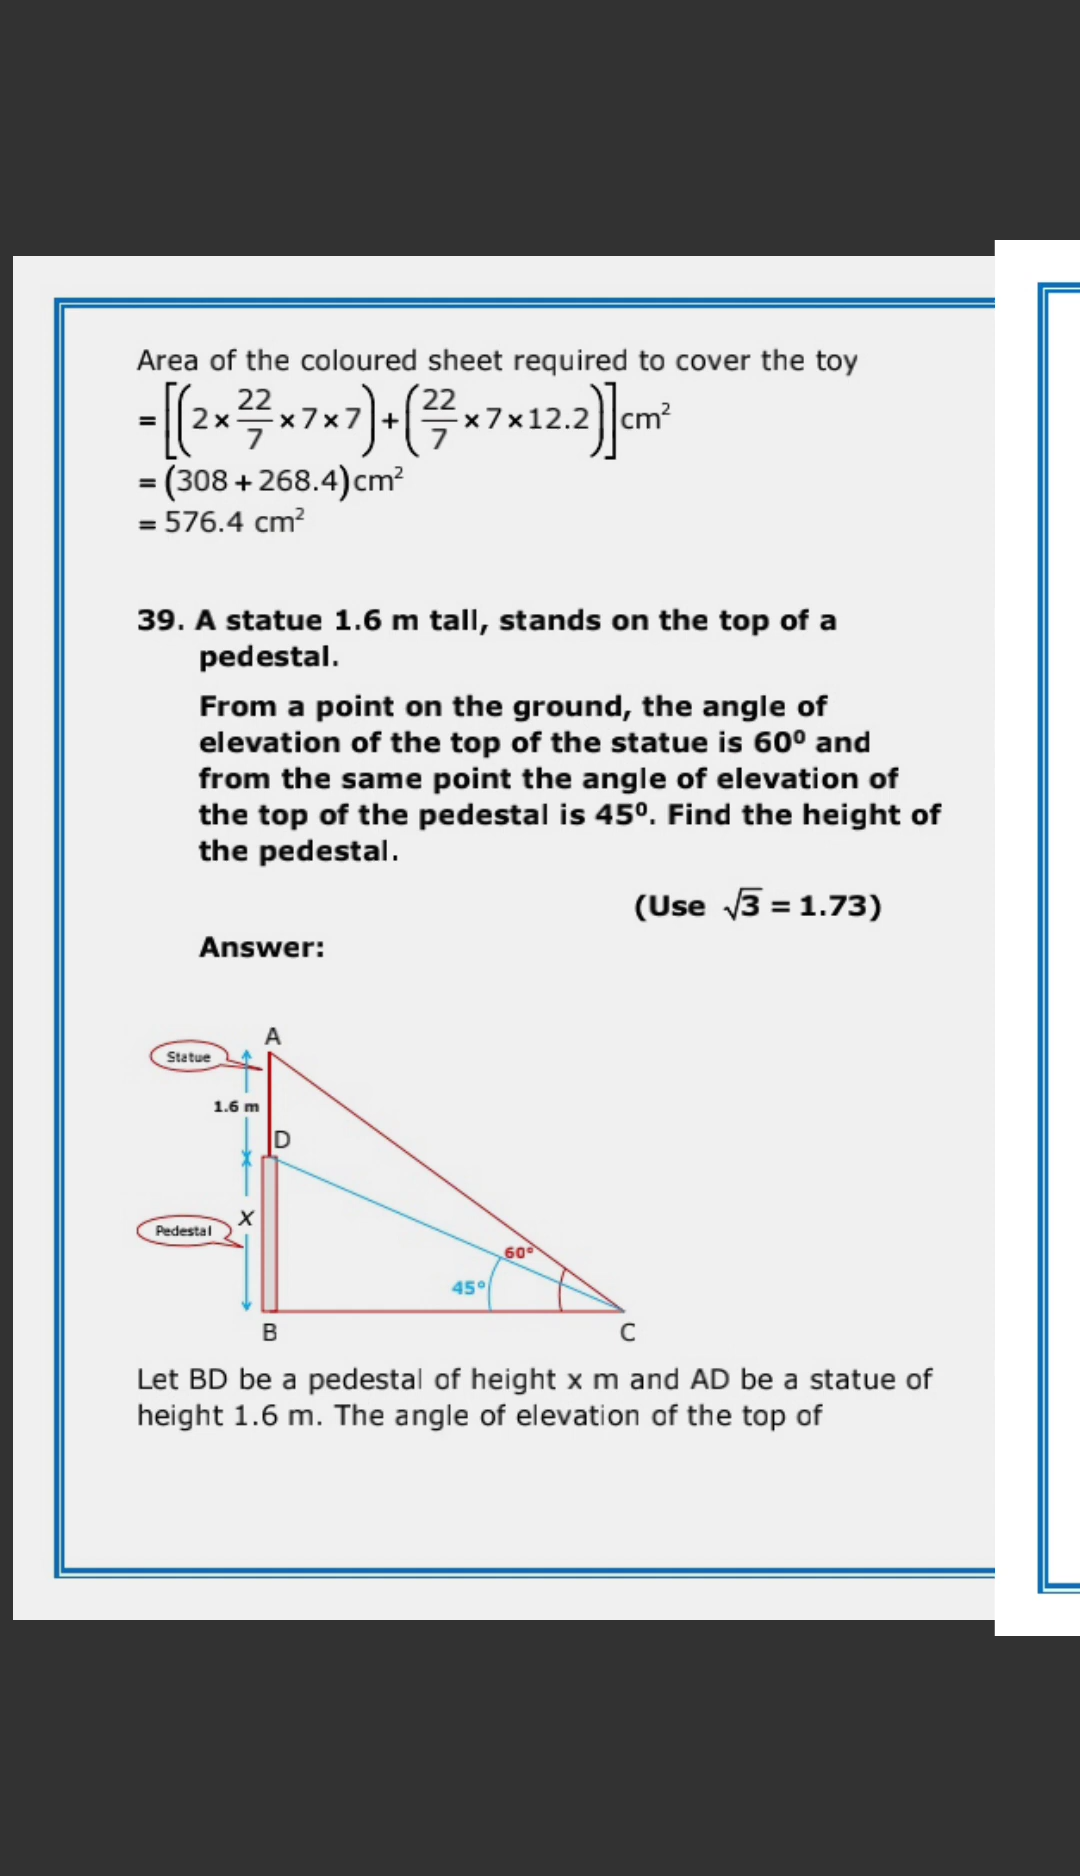 Area of the coloured sheet required to cover the toy
= [(2 × 22/7 × 7 × 7) + (22/7 × 7 × 12.2)] cm²
= (308 + 268.4) cm²
= 576.4 cm²
39. A statue 1.6 m tall, stands on the top of a
pedestal.
From a point on the ground, the angle of
elevation of the top of the statue is 60⁰ and
from the same point the angle of elevation of
the top of the pedestal is 45⁰. Find the height of
the pedestal.
(Use √3 = 1.73)
Answer:
A
Statue
1.6 m
D
X
Pedestal
60°
45°
B
C
Let BD be a pedestal of height x m and AD be a statue of
height 1.6 m. The angle of elevation of the top of